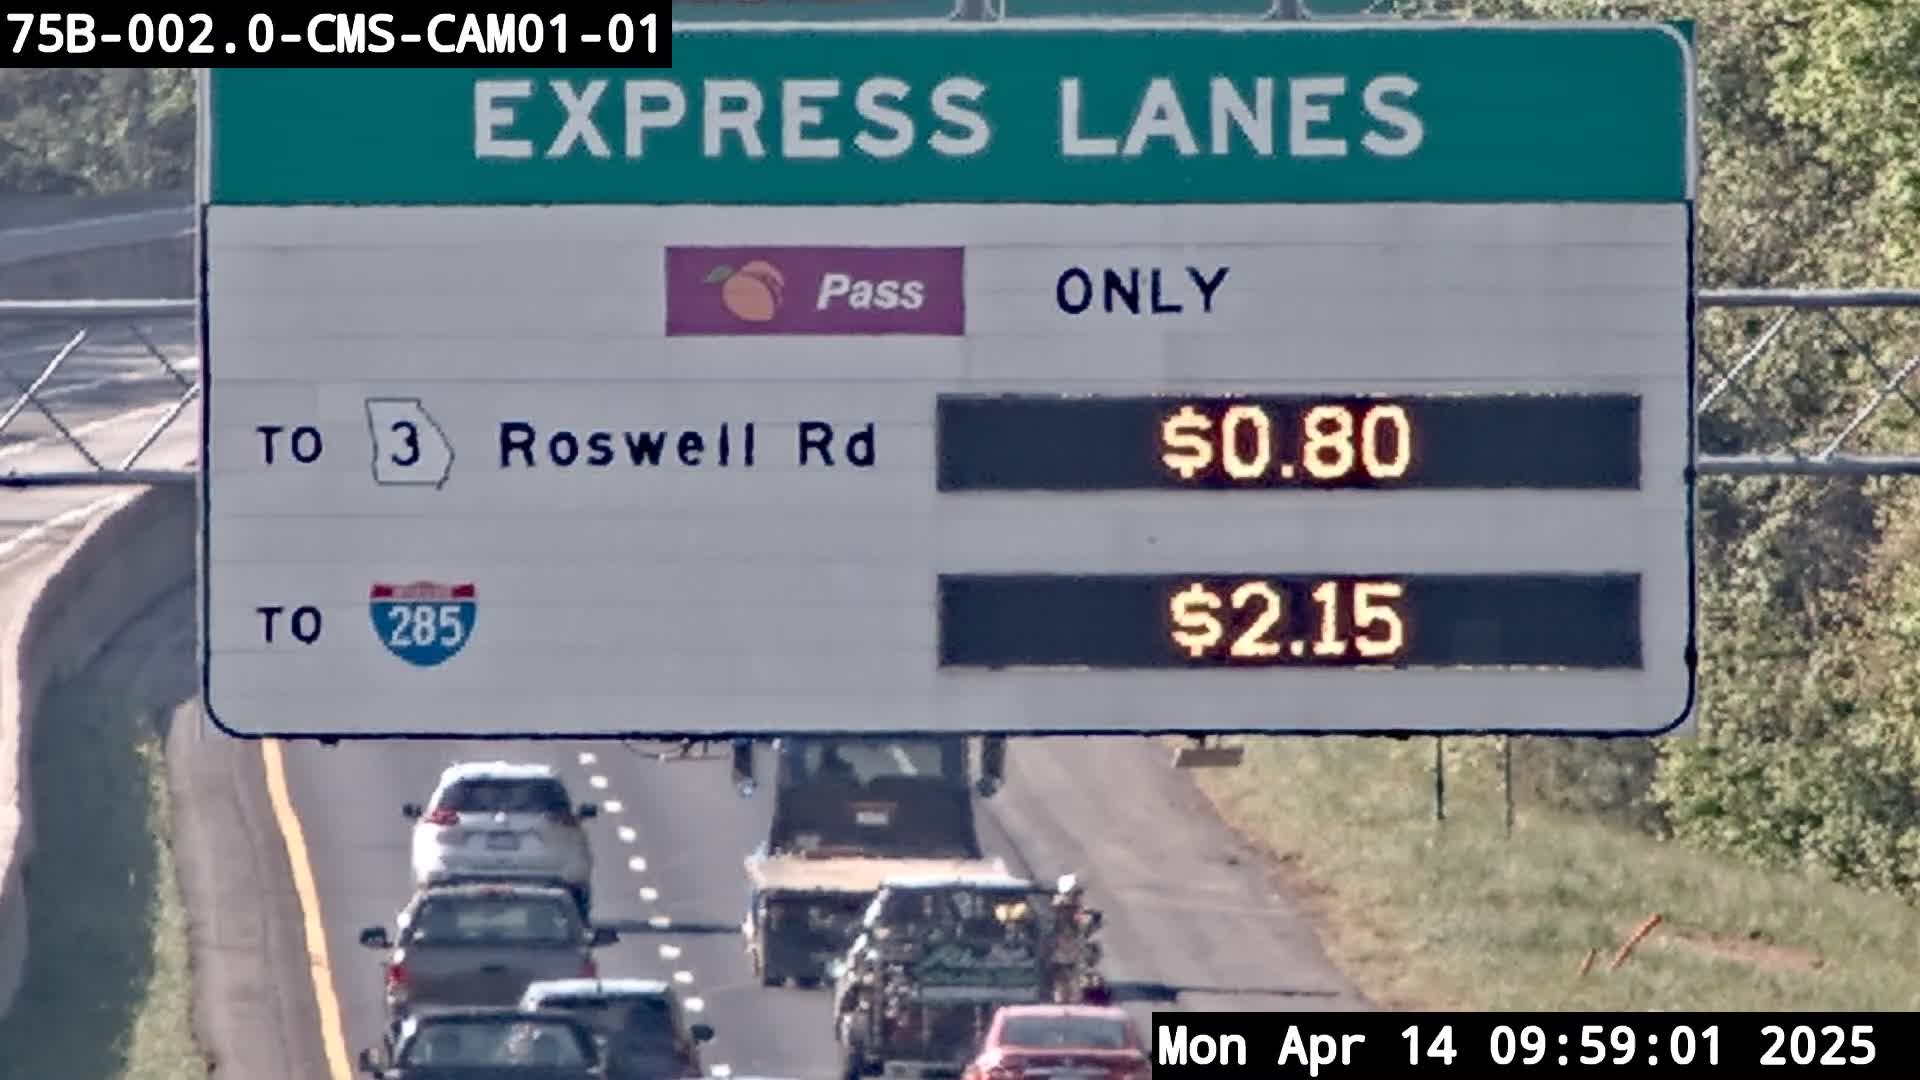 75B-002.0-CMS-CAM01-01
EXPRESS LANES
Pass ONLY
TO 3 Roswell Rd $0.80
TO 285 $2.15
Mon Apr 14 09:59:01 2025